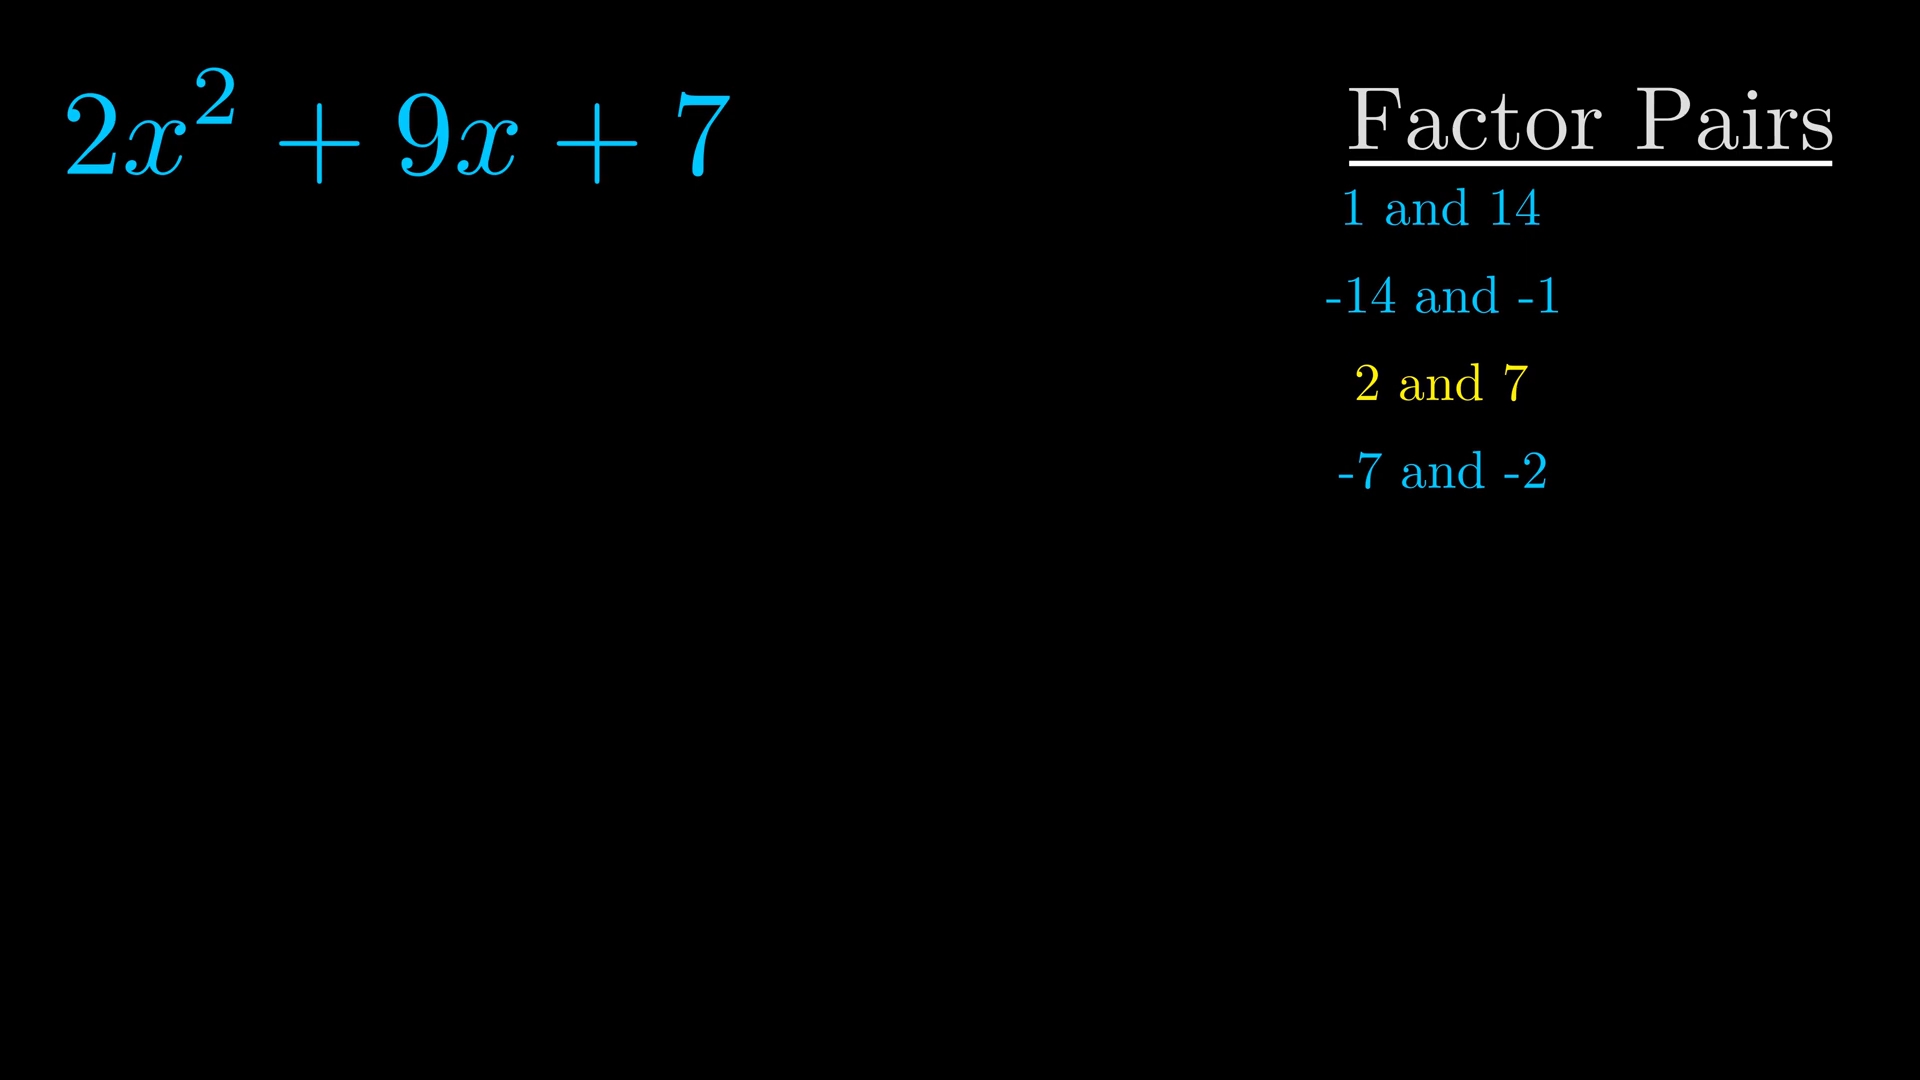 2x² + 9x + 7
Factor Pairs
1 and 14
-14 and -1
2 and 7
-7 and -2